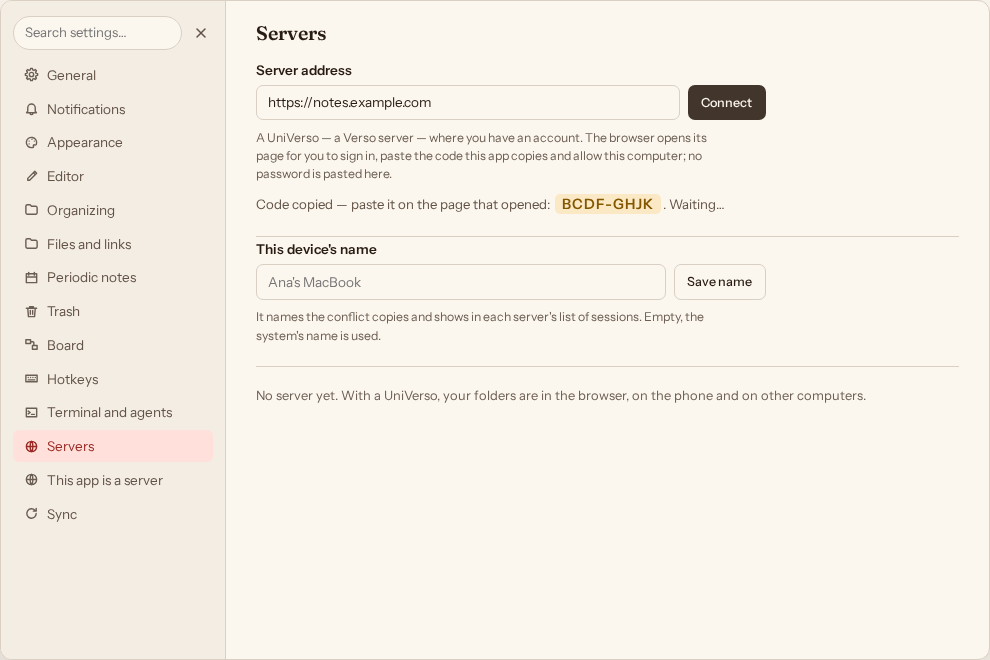 Search settings...
General
Notifications
Appearance
Editor
Organizing
Files and links
Periodic notes
Trash
Board
Hotkeys
Terminal and agents
Servers
This app is a server
Sync
Servers
Server address
https://notes.example.com
Connect
A UniVerso — a Verso server — where you have an account. The browser opens its
page for you to sign in, paste the code this app copies and allow this computer; no
password is pasted here.
Code copied — paste it on the page that opened: BCDF-GHJK. Waiting...
This device's name
Ana's MacBook
Save name
It names the conflict copies and shows in each server's list of sessions. Empty, the
system's name is used.
No server yet. With a UniVerso, your folders are in the browser, on the phone and on other computers.